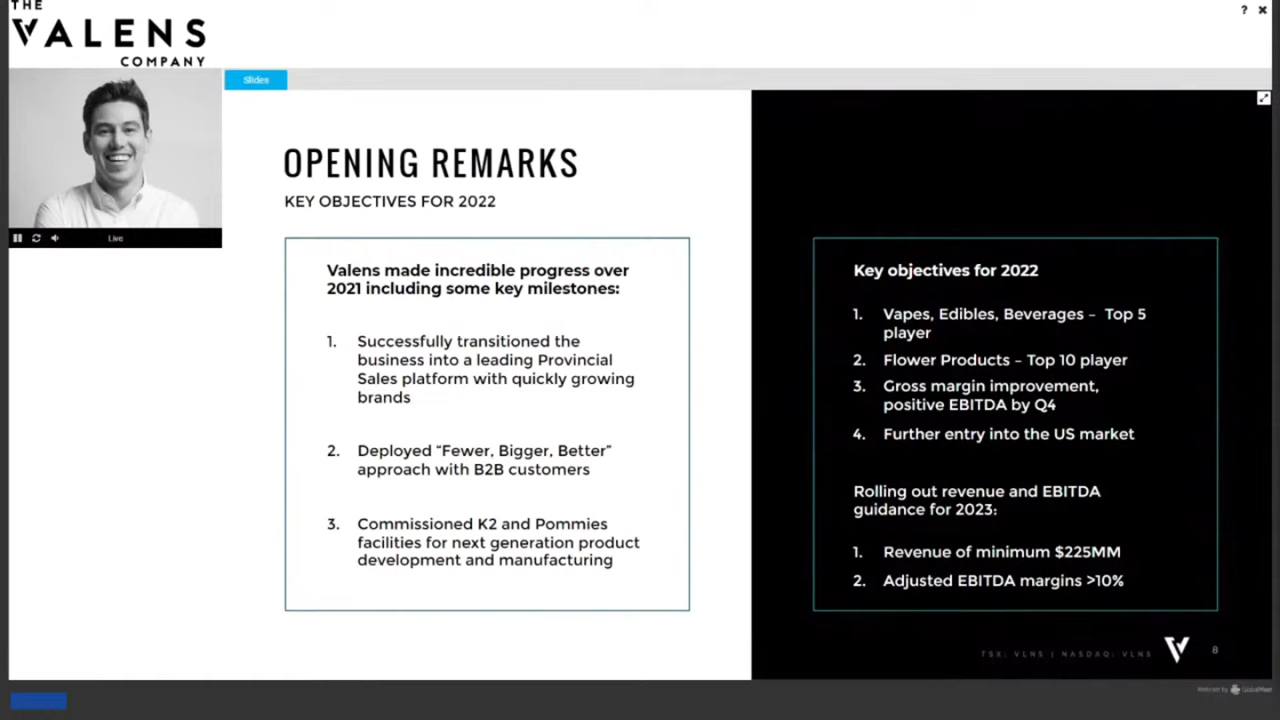 THE
VALENS
COMPANY
? ×
Slides
Live
OPENING REMARKS
KEY OBJECTIVES FOR 2022
Valens made incredible progress over
2021 including some key milestones:
1. Successfully transitioned the
business into a leading Provincial
Sales platform with quickly growing
brands
2. Deployed “Fewer, Bigger, Better”
approach with B2B customers
3. Commissioned K2 and Pommies
facilities for next generation product
development and manufacturing
Key objectives for 2022
1. Vapes, Edibles, Beverages – Top 5
player
2. Flower Products – Top 10 player
3. Gross margin improvement,
positive EBITDA by Q4
4. Further entry into the US market
Rolling out revenue and EBITDA
guidance for 2023:
1. Revenue of minimum $225MM
2. Adjusted EBITDA margins >10%
TSX: VLNS | NASDAQ: VLNS
8
Webcast by GlobalMeet